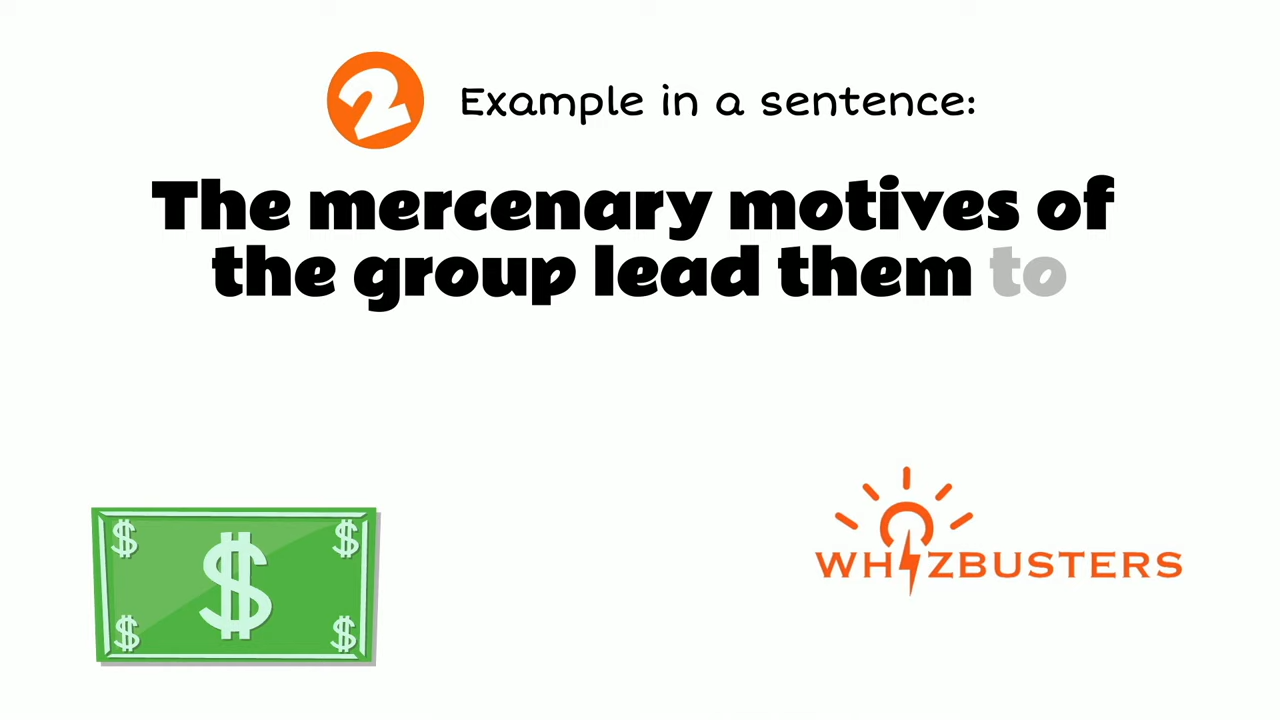 2 Example in a sentence:
The mercenary motives of
the group lead them to
$ $
$
$ $
WHIZBUSTERS